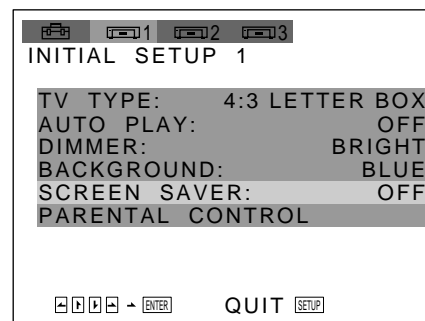 1 2 3
INITIAL SETUP 1
TV TYPE: 4:3 LETTER BOX
AUTO PLAY: OFF
DIMMER: BRIGHT
BACKGROUND: BLUE
SCREEN SAVER: OFF
PARENTAL CONTROL
ENTER QUIT SETUP